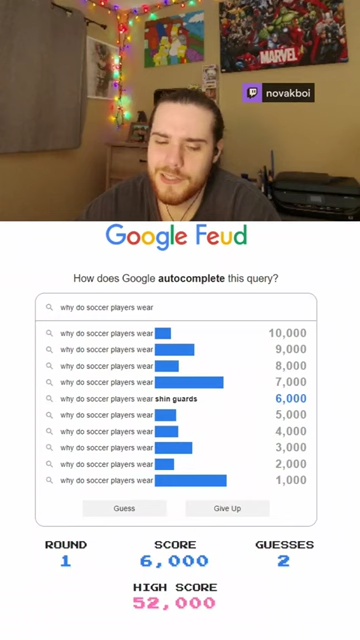 MARVEL
novakboi
Google Feud
How does Google autocomplete this query?
why do soccer players wear
why do soccer players wear 10,000
why do soccer players wear 9,000
why do soccer players wear 8,000
why do soccer players wear 7,000
why do soccer players wear shin guards 6,000
why do soccer players wear 5,000
why do soccer players wear 4,000
why do soccer players wear 3,000
why do soccer players wear 2,000
why do soccer players wear 1,000
Guess Give Up
ROUND SCORE GUESSES
1 6,000 2
HIGH SCORE
52,000